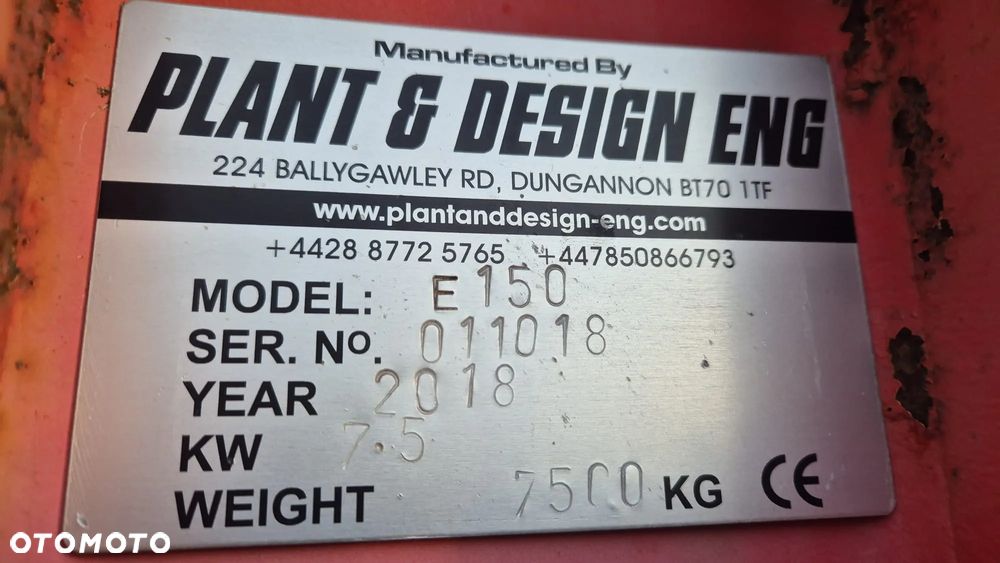 Manufactured By
PLANT & DESIGN ENG
224 BALLYGAWLEY RD, DUNGANNON BT70 1TF
www.plantanddesign-eng.com
+4428 8772 5765 +447850866793
MODEL: E 150
SER. No. 011018
YEAR 2018
KW 7.5
WEIGHT 7500 KG CE
OTOMOTO